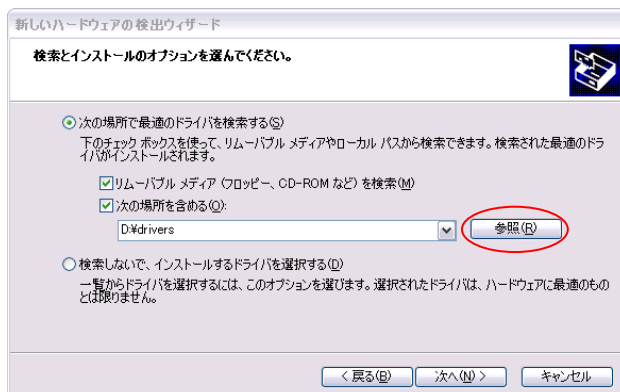 新しいハードウェアの検出ウィザード
検索とインストールのオプションを選んでください。
次の場所で最適のドライバを検索する(S)
下のチェック ボックスを使って、リムーバブル メディアやローカル パスから検索できます。検索された最適のドラ
イバがインストールされます。
リムーバブル メディア (フロッピー、CD-ROM など) を検索(M)
次の場所を含める(O):
D:¥drivers
参照(R)
検索しないで、インストールするドライバを選択する(D)
一覧からドライバを選択するには、このオプションを選びます。選択されたドライバは、ハードウェアに最適のもの
とは限りません。
< 戻る(B)
次へ(N) >
キャンセル